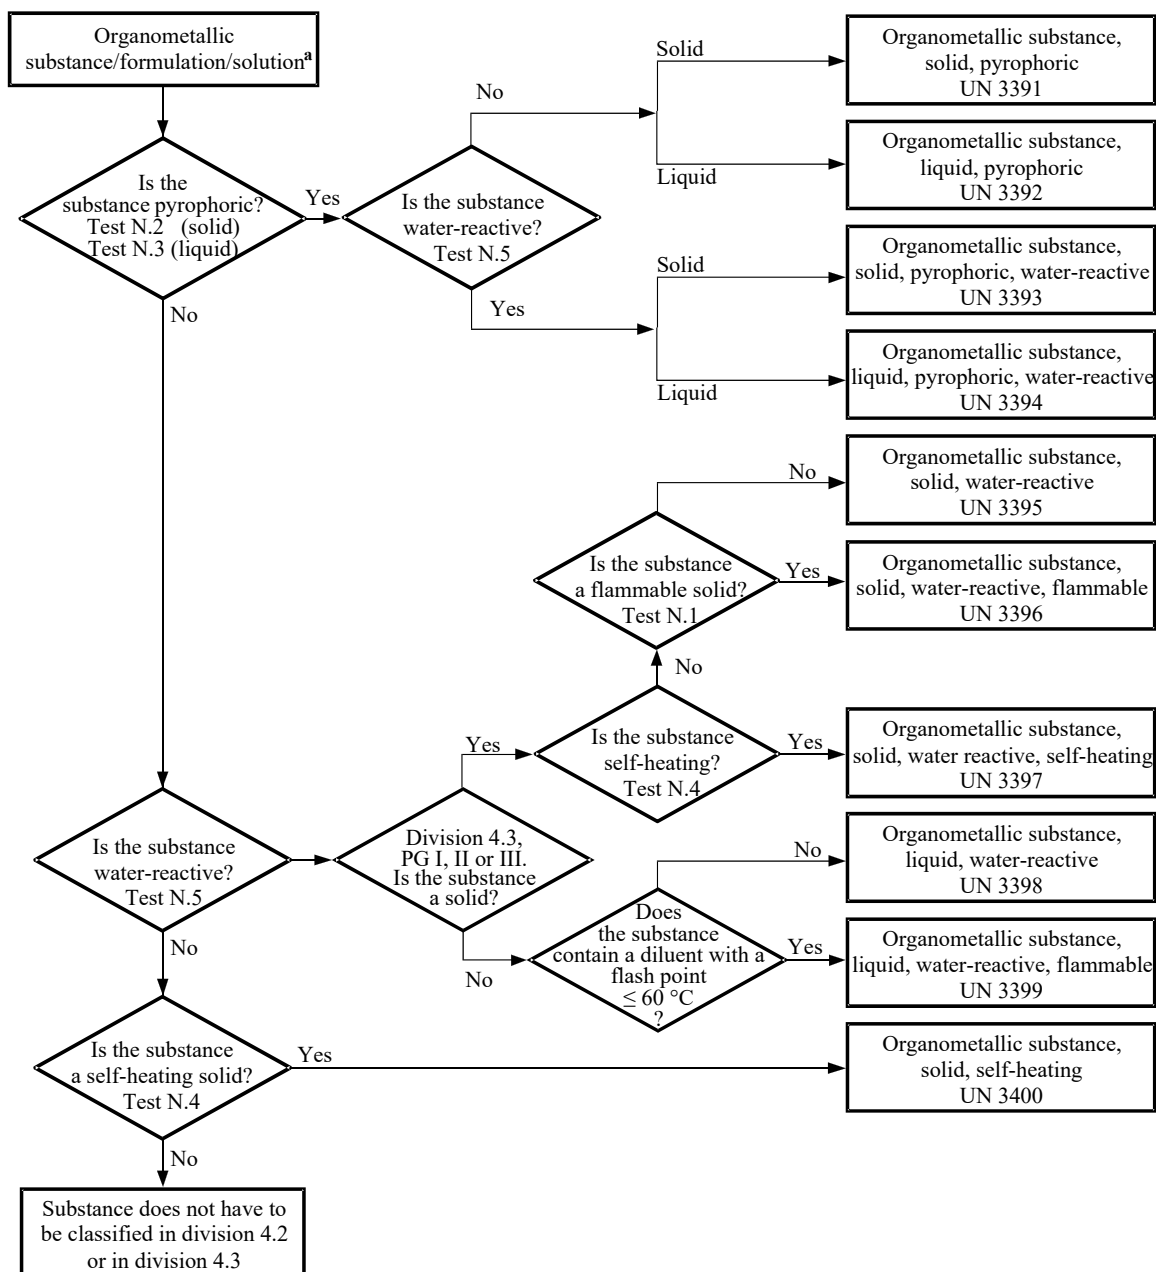 Organometallic
substance/formulation/solutionᵃ
Is the
substance pyrophoric?
Test N.2 (solid)
Test N.3 (liquid)
Yes
No
Is the substance
water-reactive?
Test N.5
No
Solid
Organometallic substance,
solid, pyrophoric
UN 3391
Liquid
Organometallic substance,
liquid, pyrophoric
UN 3392
Yes
Solid
Organometallic substance,
solid, pyrophoric, water-reactive
UN 3393
Liquid
Organometallic substance,
liquid, pyrophoric, water-reactive
UN 3394
No
Organometallic substance,
solid, water-reactive
UN 3395
Is the substance
a flammable solid?
Test N.1
Yes
Organometallic substance,
solid, water-reactive, flammable
UN 3396
No
Is the substance
self-heating?
Test N.4
Yes
Organometallic substance,
solid, water reactive, self-heating
UN 3397
Yes
Is the substance
water-reactive?
Test N.5
Division 4.3,
PG I, II or III.
Is the substance
a solid?
No
No
Organometallic substance,
liquid, water-reactive
UN 3398
Does
the substance
contain a diluent with a
flash point
≤ 60 °C
?
Yes
Organometallic substance,
liquid, water-reactive, flammable
UN 3399
No
Is the substance
a self-heating solid?
Test N.4
Yes
Organometallic substance,
solid, self-heating
UN 3400
No
Substance does not have to
be classified in division 4.2
or in division 4.3